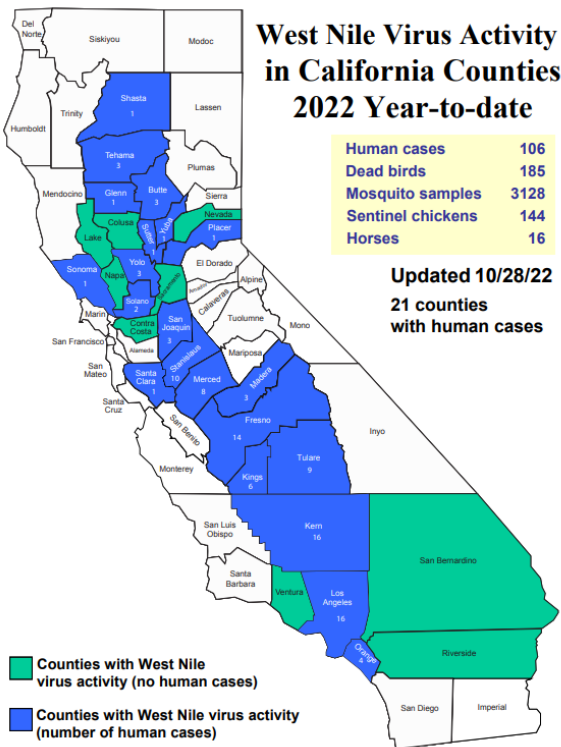 West Nile Virus Activity
in California Counties
2022 Year-to-date
Human cases 106
Dead birds 185
Mosquito samples 3128
Sentinel chickens 144
Horses 16
Updated 10/28/22
21 counties
with human cases
Del
Norte
Siskiyou
Modoc
Humboldt
Trinity
Shasta
1
Lassen
Tehama
3
Plumas
Mendocino
Glenn
1
Butte
3
Sierra
Lake
Colusa
Sutter
Yuba
Nevada
Placer
1
Sonoma
1
Napa
Yolo
3
Sacramento
El Dorado
Amador
Alpine
Solano
2
Marin
Contra
Costa
San
Joaquin
3
Calaveras
Tuolumne
Mono
San Francisco
Alameda
Stanislaus
10
Mariposa
San
Mateo
Santa
Clara
1
Merced
8
Madera
3
Santa
Cruz
San Benito
Fresno
14
Inyo
Monterey
Kings
6
Tulare
9
San Luis
Obispo
Kern
16
San Bernardino
Santa
Barbara
Ventura
Los
Angeles
16
Orange
4
Riverside
San Diego
Imperial
Counties with West Nile
virus activity (no human cases)
Counties with West Nile virus activity
(number of human cases)